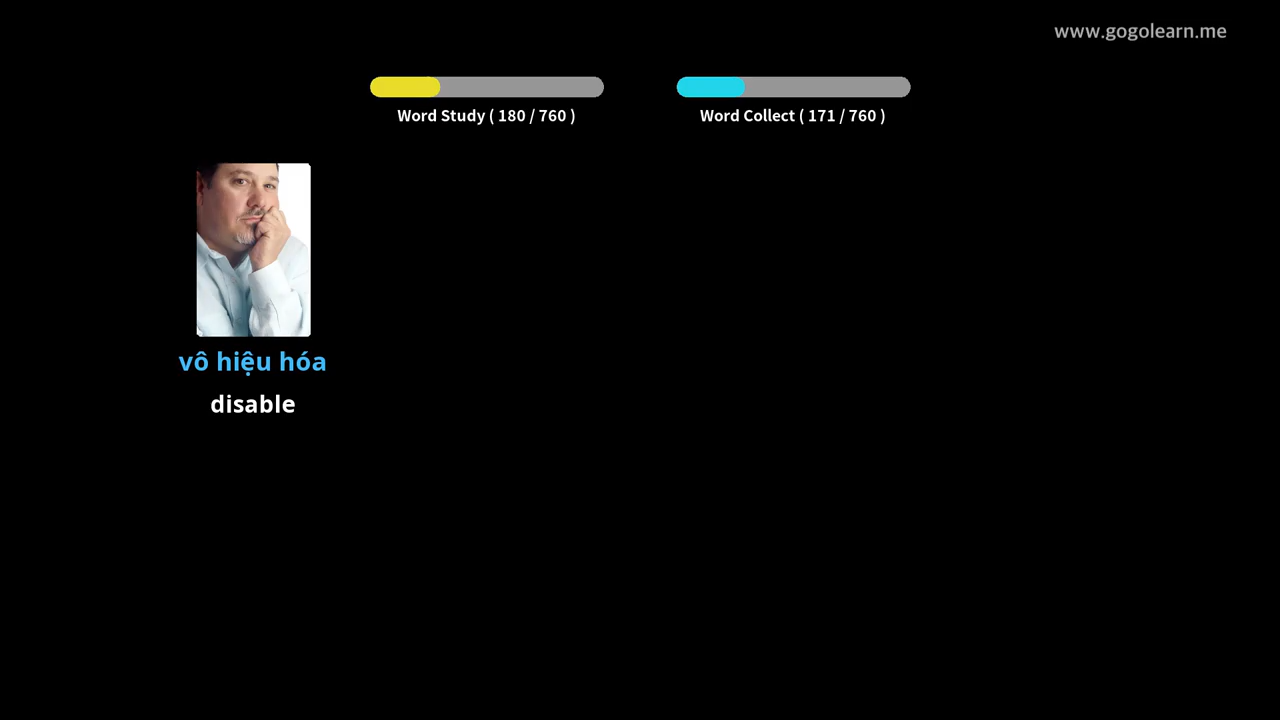 www.gogolearn.me
Word Study ( 180 / 760 )
Word Collect ( 171 / 760 )
vô hiệu hóa
disable